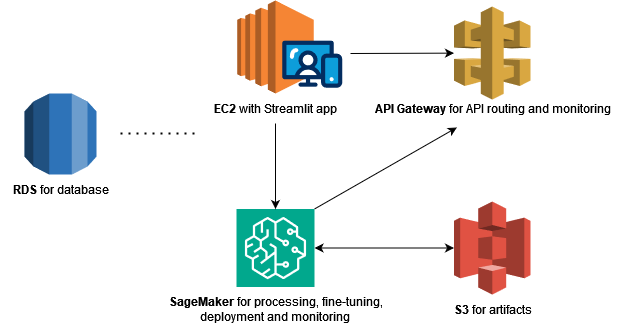 EC2 with Streamlit app
API Gateway for API routing and monitoring
RDS for database
SageMaker for processing, fine-tuning,
deployment and monitoring
S3 for artifacts